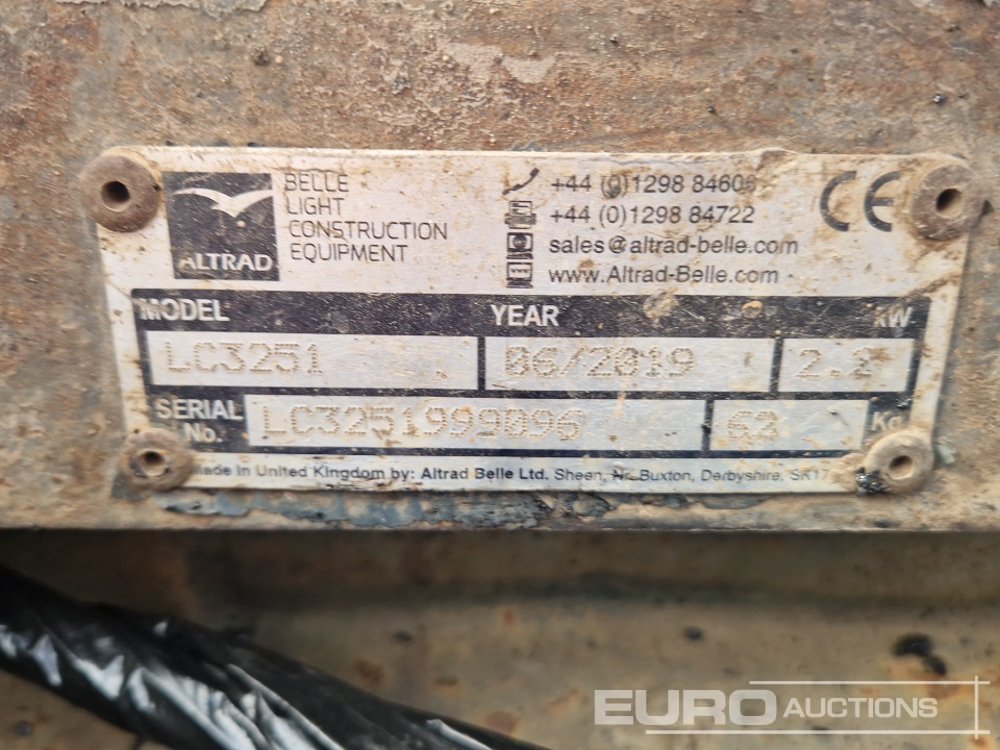 BELLE
LIGHT
CONSTRUCTION
EQUIPMENT
ALTRAD
+44 (0)1298 84606
+44 (0)1298 84722
sales@altrad-belle.com
www.Altrad-Belle.com
CE
MODEL YEAR kW
LC3251 06/2019 2.2
SERIAL No. LC3251999096 63 Kg
Made in United Kingdom by: Altrad Belle Ltd. Sheen, Nr. Buxton, Derbyshire, SK17
EURO AUCTIONS